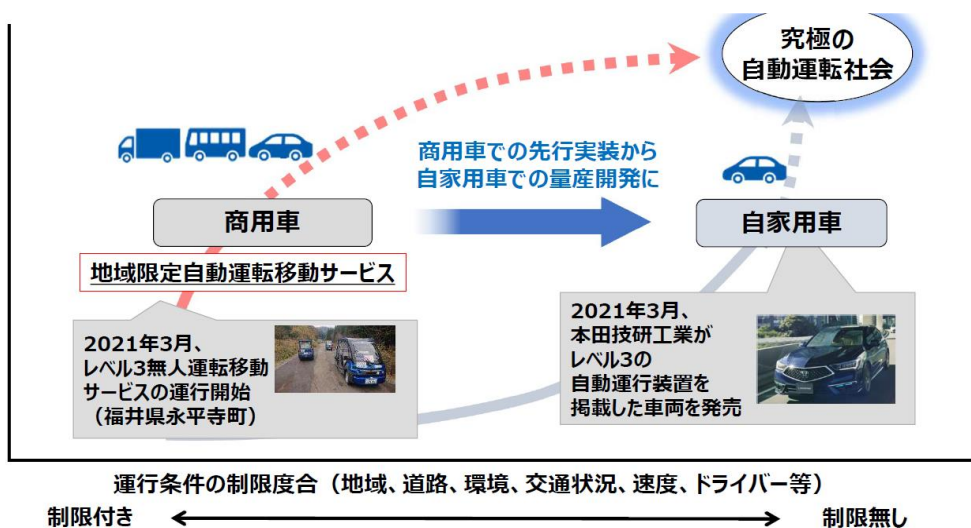 究極の
自動運転社会
商用車での先行実装から
自家用車での量産開発に
商用車
自家用車
地域限定自動運転移動サービス
2021年3月、
レベル3無人運転移動
サービスの運行開始
（福井県永平寺町）
2021年3月、
本田技研工業が
レベル3の
自動運行装置を
掲載した車両を発売
運行条件の制限度合（地域、道路、環境、交通状況、速度、ドライバー等）
制限付き
制限無し